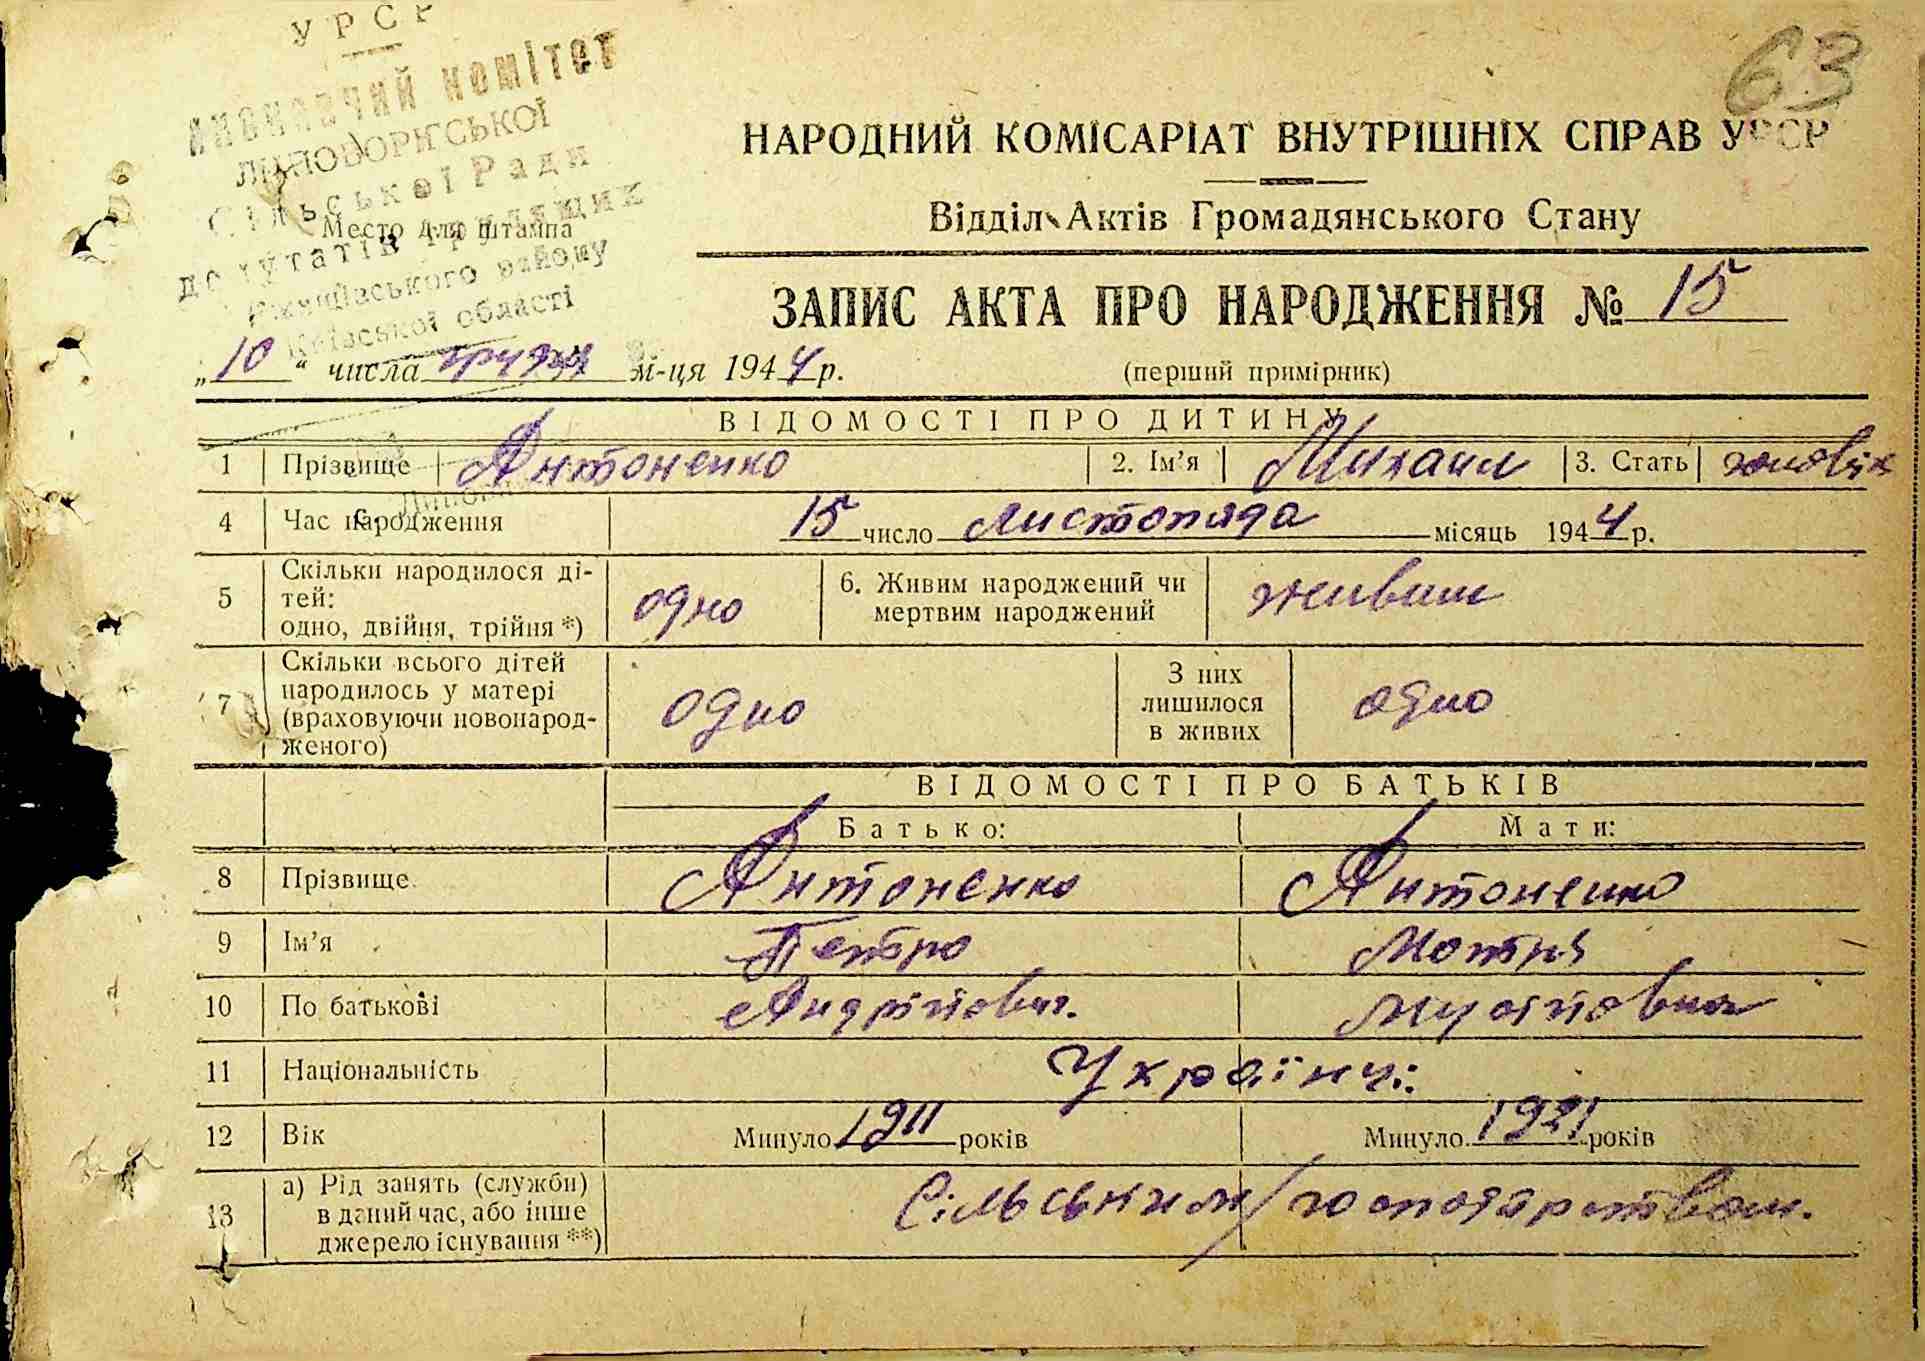 63
УРСР
виконавчий комітет
ЛИПОВОРІГСЬКОЇ
Сільської Ради
депутатів трудящих
району
Київської області
Место для штампа
НАРОДНИЙ КОМІСАРІАТ ВНУТРІШНІХ СПРАВ УРСР
Відділ Актів Громадянського Стану
ЗАПИС АКТА ПРО НАРОДЖЕННЯ № 15
„10“ числа грудня м-ця 1944 р. (перший примірник)
ВІДОМОСТІ ПРО ДИТИНУ
1 Прізвище Антоненко 2. Ім’я Михаил 3. Стать чоловік
4 Час народження 15 число Листопада місяць 1944 р.
5 Скільки народилося ді-
тей:
одно, двійня, трійня *) одно 6. Живим народжений чи
мертвим народжений живим
7 Скільки всього дітей
народилось у матері
(враховуючи новонарод-
женого) одно З них
лишилося
в живих одно
ВІДОМОСТІ ПРО БАТЬКІВ
Батько: Мати:
8 Прізвище Антоненко Антоненко
9 Ім’я Петро Мотря
10 По батькові Андрійович. Мусіївна
11 Національність Українці
12 Вік Минуло 1911 років Минуло 1921 років
13 а) Рід занять (служби)
в даний час, або інше
джерело існування **) Сільським господарством.